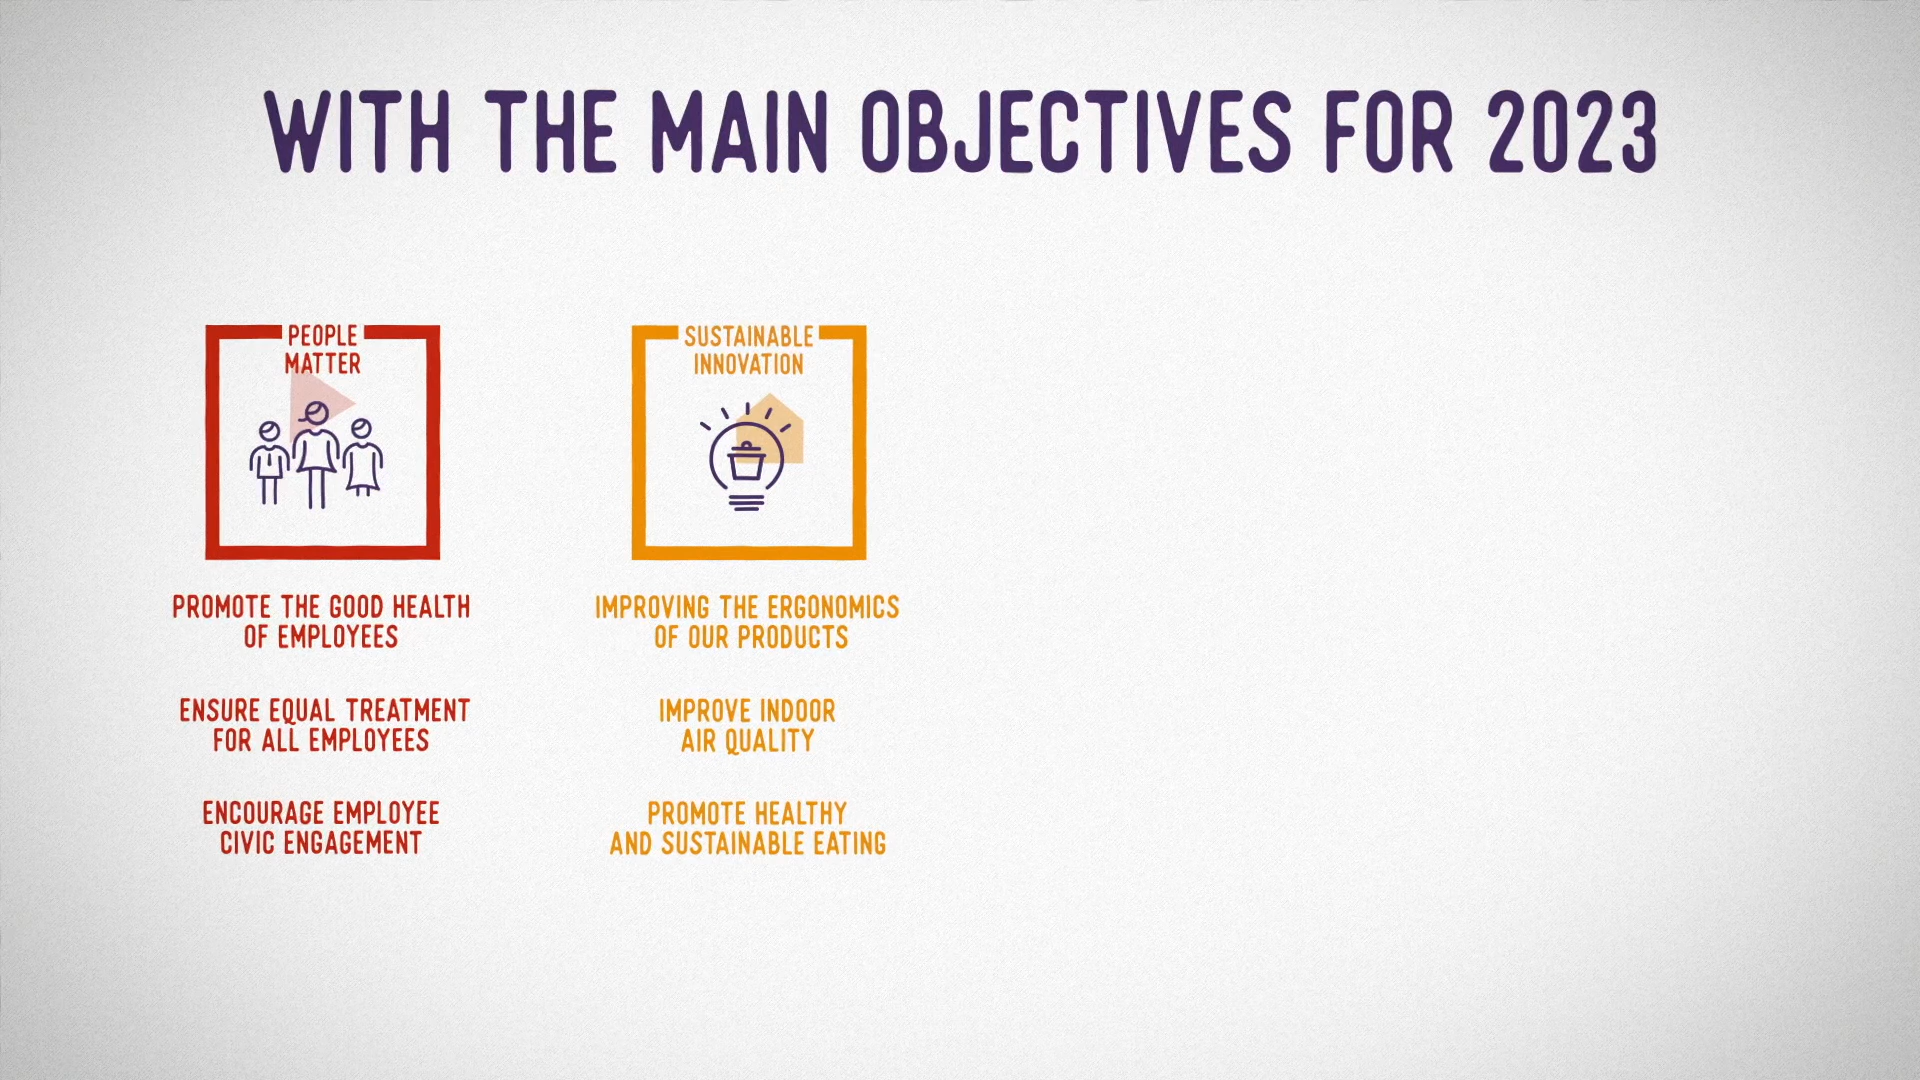 WITH THE MAIN OBJECTIVES FOR 2023
PEOPLE
MATTER
PROMOTE THE GOOD HEALTH
OF EMPLOYEES
ENSURE EQUAL TREATMENT
FOR ALL EMPLOYEES
ENCOURAGE EMPLOYEE
CIVIC ENGAGEMENT
SUSTAINABLE
INNOVATION
IMPROVING THE ERGONOMICS
OF OUR PRODUCTS
IMPROVE INDOOR
AIR QUALITY
PROMOTE HEALTHY
AND SUSTAINABLE EATING